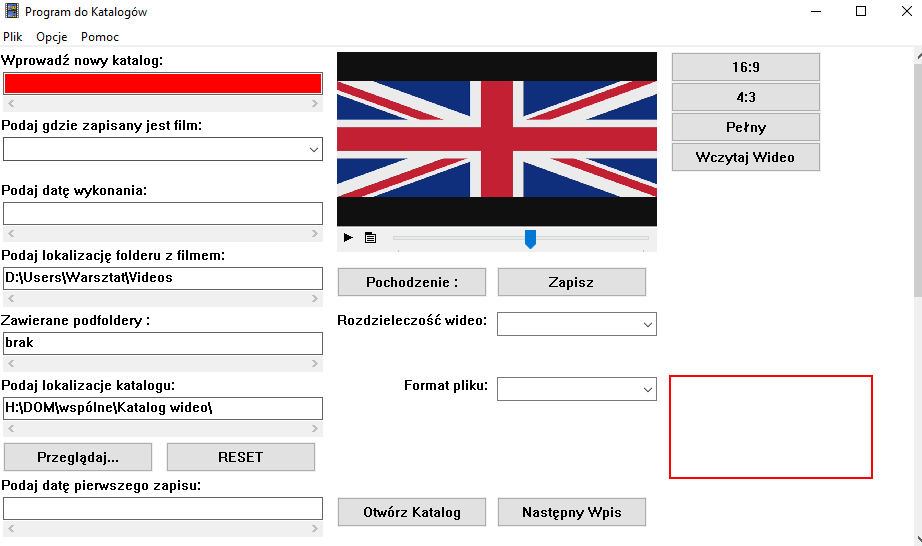 Program do Katalogów
Plik Opcje Pomoc
Wprowadź nowy katalog:
Podaj gdzie zapisany jest film:
Podaj datę wykonania:
Podaj lokalizację folderu z filmem:
D:\Users\Warsztat\Videos
Zawierane podfoldery :
brak
Podaj lokalizacje katalogu:
H:\DOM\wspólne\Katalog wideo\
Przeglądaj... RESET
Podaj datę pierwszego zapisu:
Pochodzenie : Zapisz
Rozdzieleczość wideo:
Format pliku:
Otwórz Katalog Następny Wpis
16:9
4:3
Pełny
Wczytaj Wideo